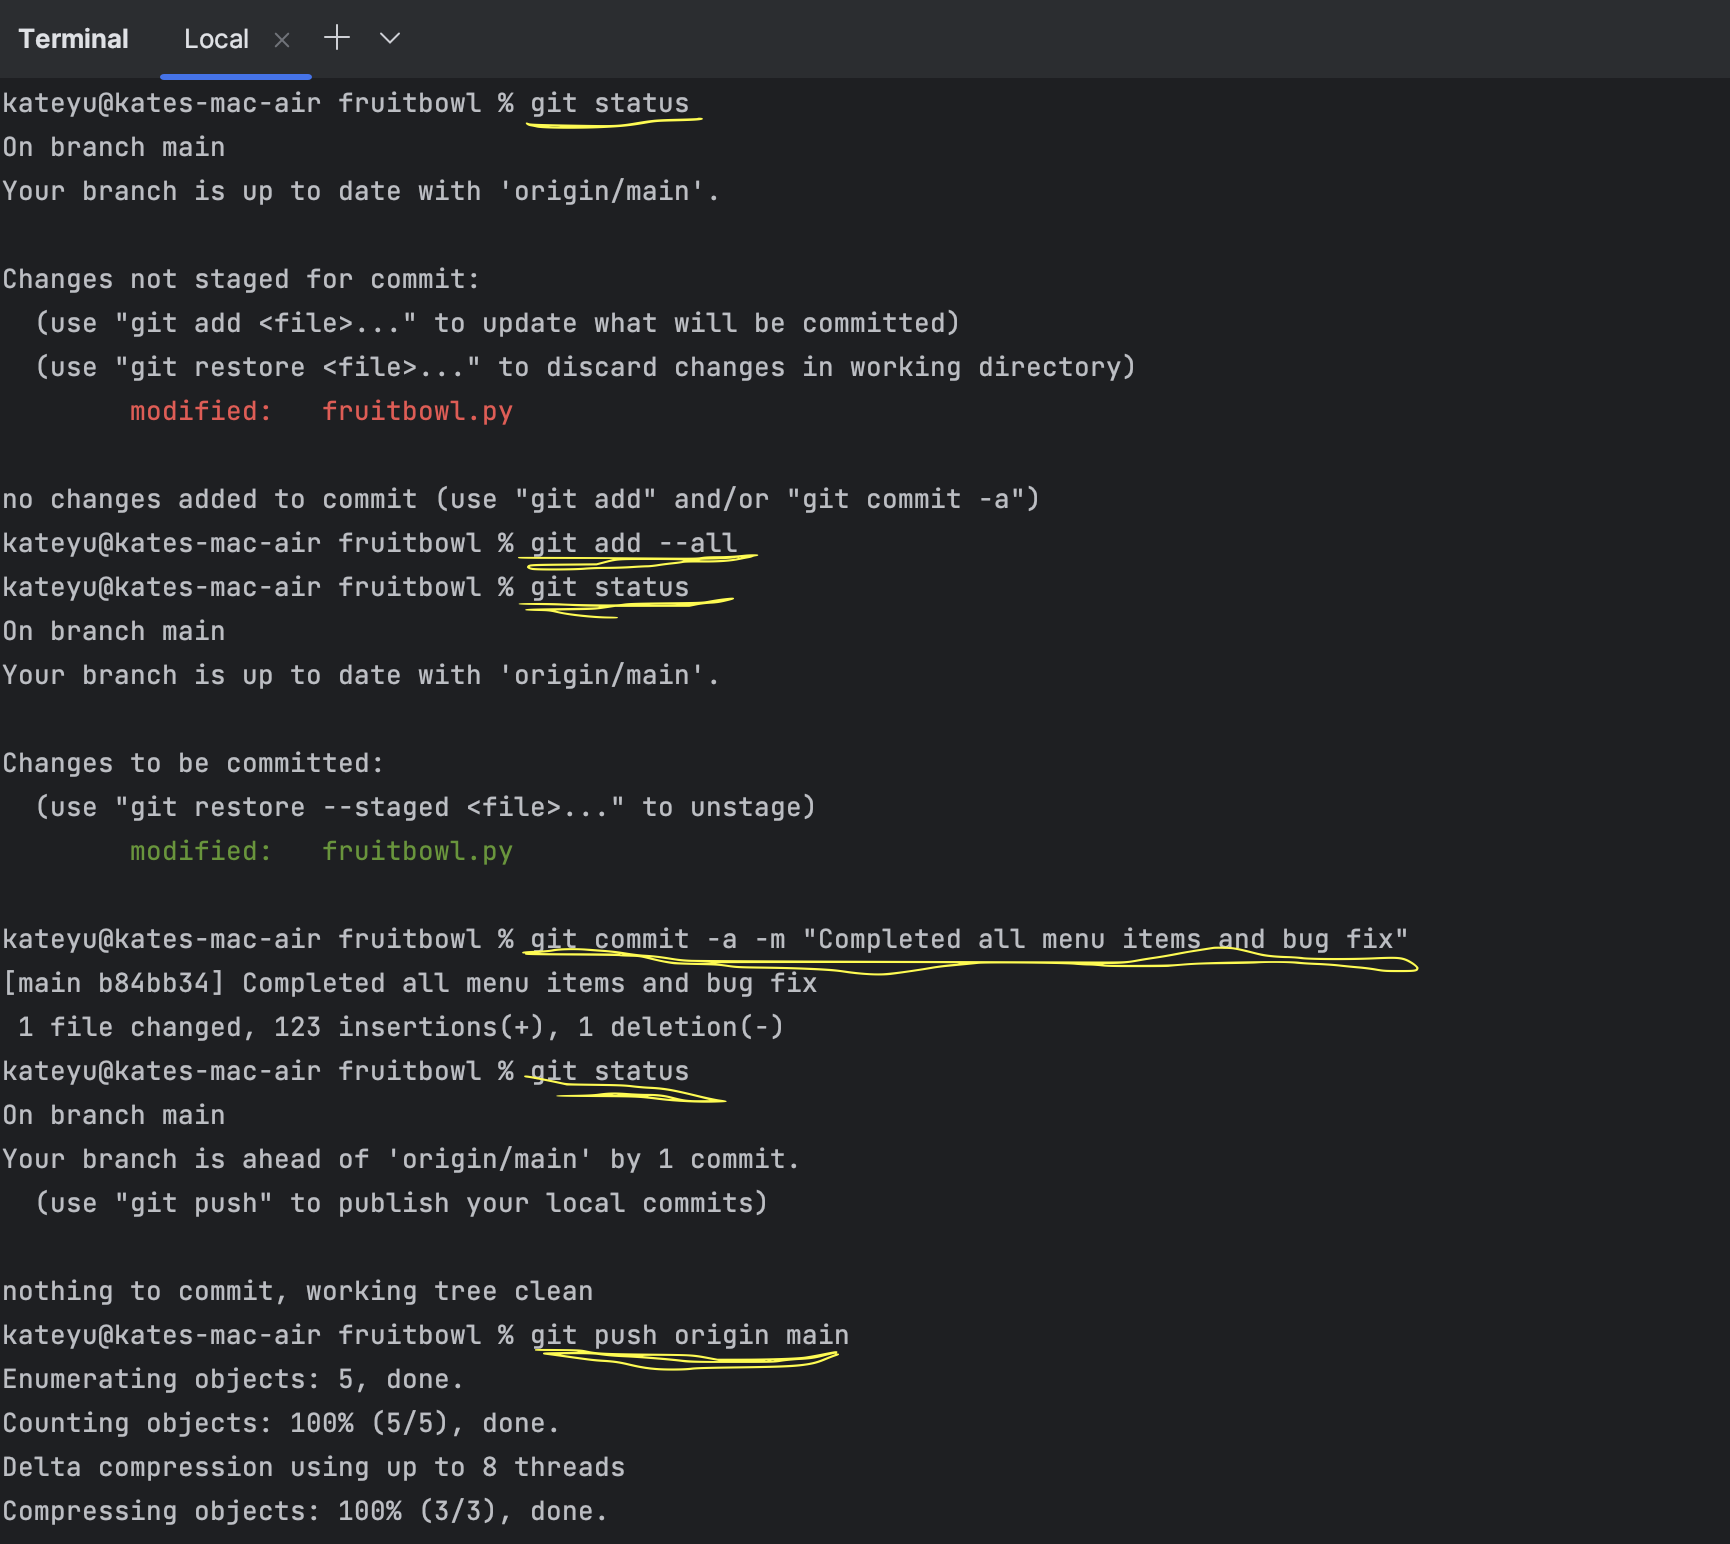 Terminal Local
kateyu@kates-mac-air fruitbowl % git status
On branch main
Your branch is up to date with 'origin/main'.
Changes not staged for commit:
  (use "git add <file>..." to update what will be committed)
  (use "git restore <file>..." to discard changes in working directory)
        modified:   fruitbowl.py
no changes added to commit (use "git add" and/or "git commit -a")
kateyu@kates-mac-air fruitbowl % git add --all
kateyu@kates-mac-air fruitbowl % git status
On branch main
Your branch is up to date with 'origin/main'.
Changes to be committed:
  (use "git restore --staged <file>..." to unstage)
        modified:   fruitbowl.py
kateyu@kates-mac-air fruitbowl % git commit -a -m "Completed all menu items and bug fix"
[main b84bb34] Completed all menu items and bug fix
 1 file changed, 123 insertions(+), 1 deletion(-)
kateyu@kates-mac-air fruitbowl % git status
On branch main
Your branch is ahead of 'origin/main' by 1 commit.
  (use "git push" to publish your local commits)
nothing to commit, working tree clean
kateyu@kates-mac-air fruitbowl % git push origin main
Enumerating objects: 5, done.
Counting objects: 100% (5/5), done.
Delta compression using up to 8 threads
Compressing objects: 100% (3/3), done.